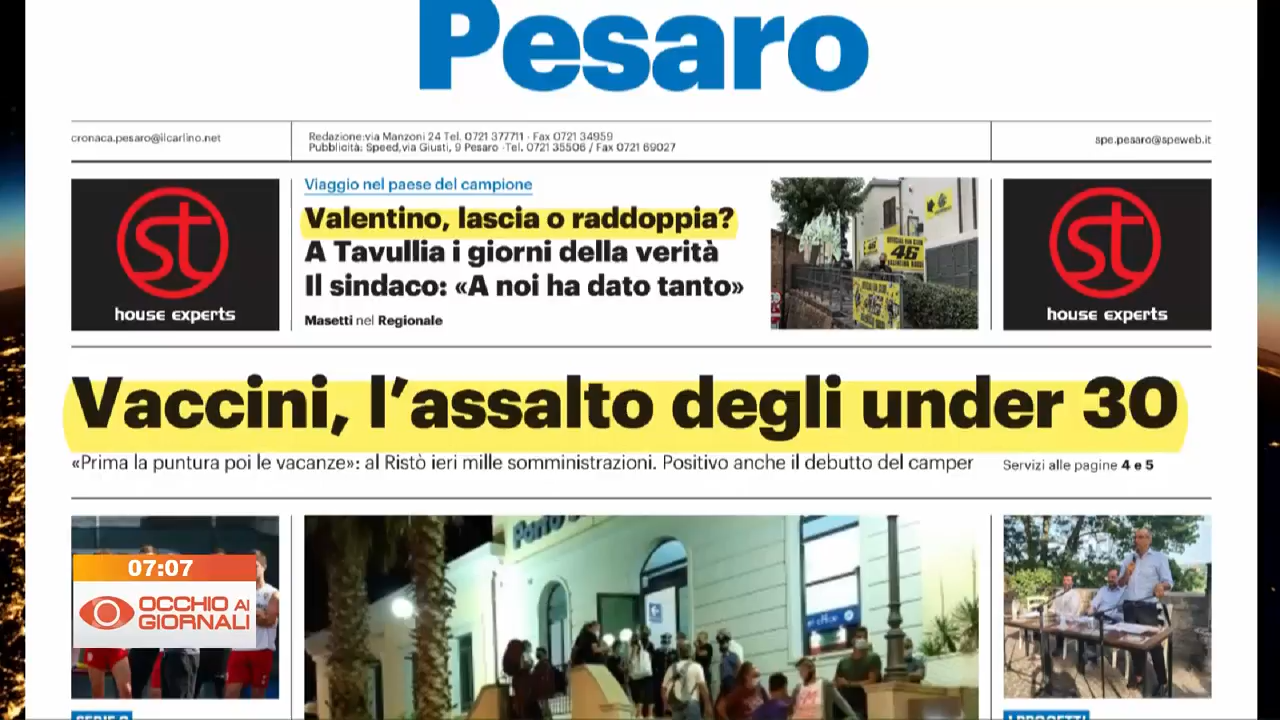 Pesaro
cronaca.pesaro@ilcarlino.net
Redazione:via Manzoni 24 Tel. 0721 377711 - Fax 0721 34959
Pubblicità: Speed,via Giusti, 9 Pesaro -Tel. 0721 35506 / Fax 0721 69027
spe.pesaro@speweb.it
st
house experts
Viaggio nel paese del campione
Valentino, lascia o raddoppia?
A Tavullia i giorni della verità
Il sindaco: «A noi ha dato tanto»
Masetti nel Regionale
46
st
house experts
Vaccini, l'assalto degli under 30
«Prima la puntura poi le vacanze»: al Ristò ieri mille somministrazioni. Positivo anche il debutto del camper
Servizi alle pagine 4 e 5
07:07
OCCHIO AI
GIORNALI
Porto
SERIE C
I PROGETTI